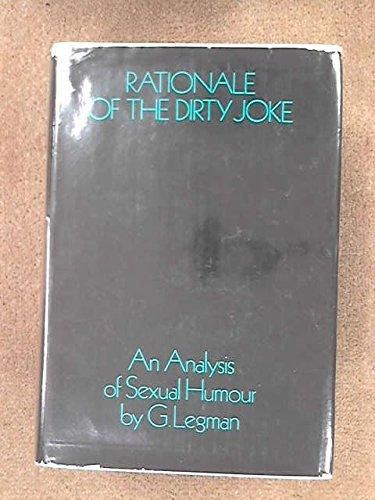 RATIONALE
OF THE DIRTY JOKE
An Analysis
of Sexual Humour
by G. Legman